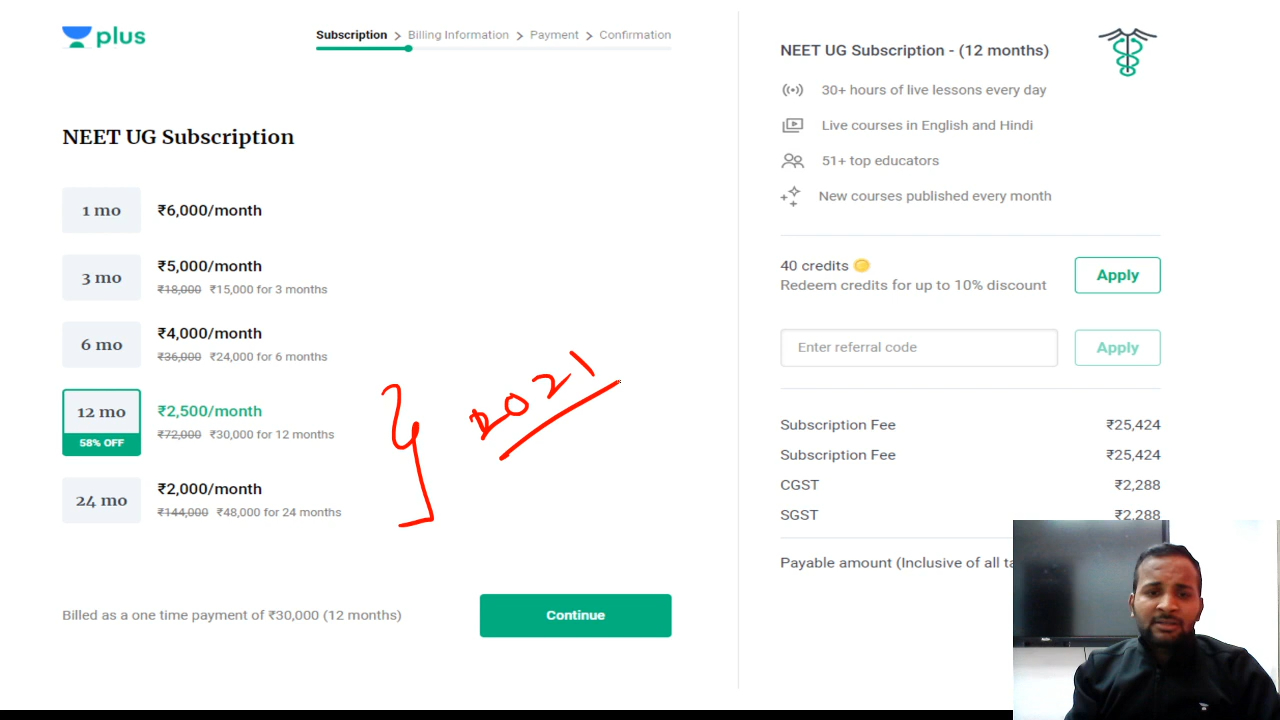 plus
Subscription > Billing Information > Payment > Confirmation
NEET UG Subscription
1 mo
₹6,000/month
3 mo
₹5,000/month
₹18,000 ₹15,000 for 3 months
6 mo
₹4,000/month
₹36,000 ₹24,000 for 6 months
12 mo
58% OFF
₹2,500/month
₹72,000 ₹30,000 for 12 months
24 mo
₹2,000/month
₹144,000 ₹48,000 for 24 months
2021
Billed as a one time payment of ₹30,000 (12 months)
Continue
NEET UG Subscription - (12 months)
30+ hours of live lessons every day
Live courses in English and Hindi
51+ top educators
New courses published every month
40 credits
Redeem credits for up to 10% discount
Apply
Enter referral code
Apply
Subscription Fee ₹25,424
Subscription Fee ₹25,424
CGST ₹2,288
SGST ₹2,288
Payable amount (Inclusive of all